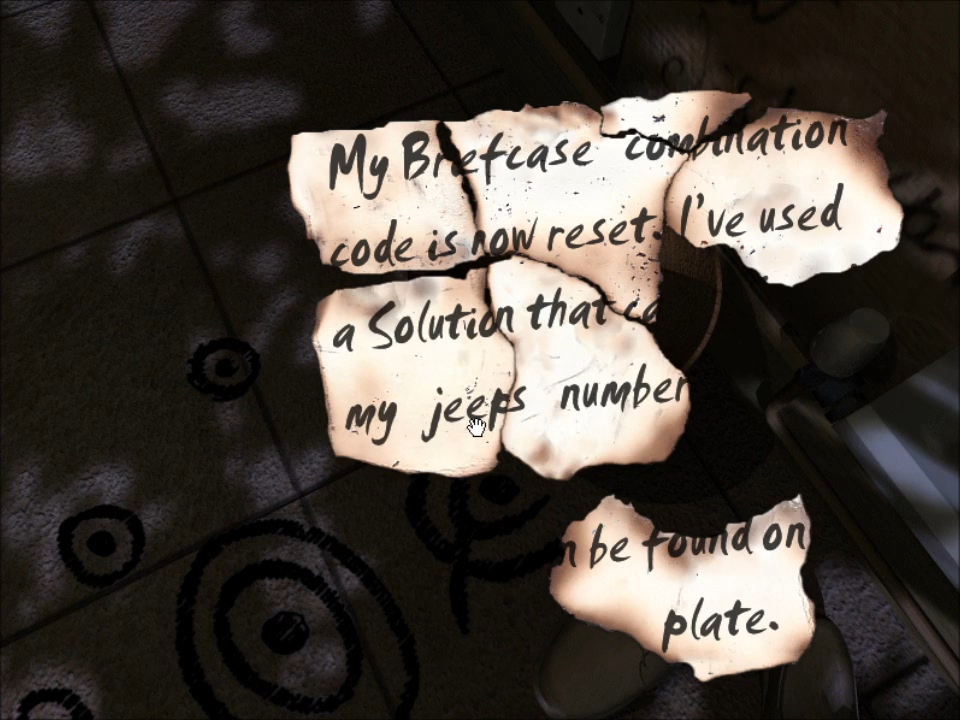 My Briefcase combination
code is now reset. I've used
a Solution that ca
my jeeps number
n be found on
plate.